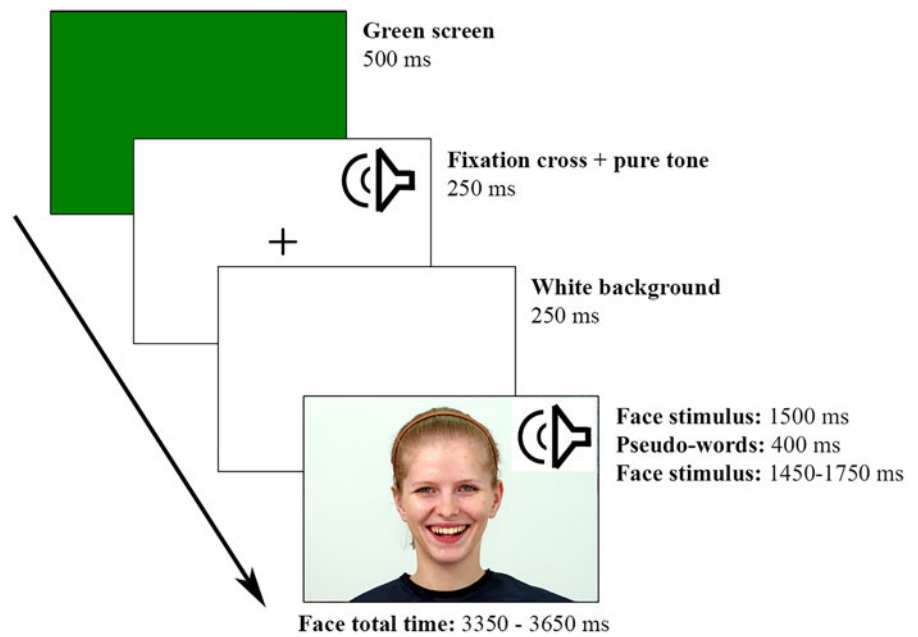 Green screen
500 ms
Fixation cross + pure tone
250 ms
White background
250 ms
Face stimulus: 1500 ms
Pseudo-words: 400 ms
Face stimulus: 1450-1750 ms
Face total time: 3350 - 3650 ms